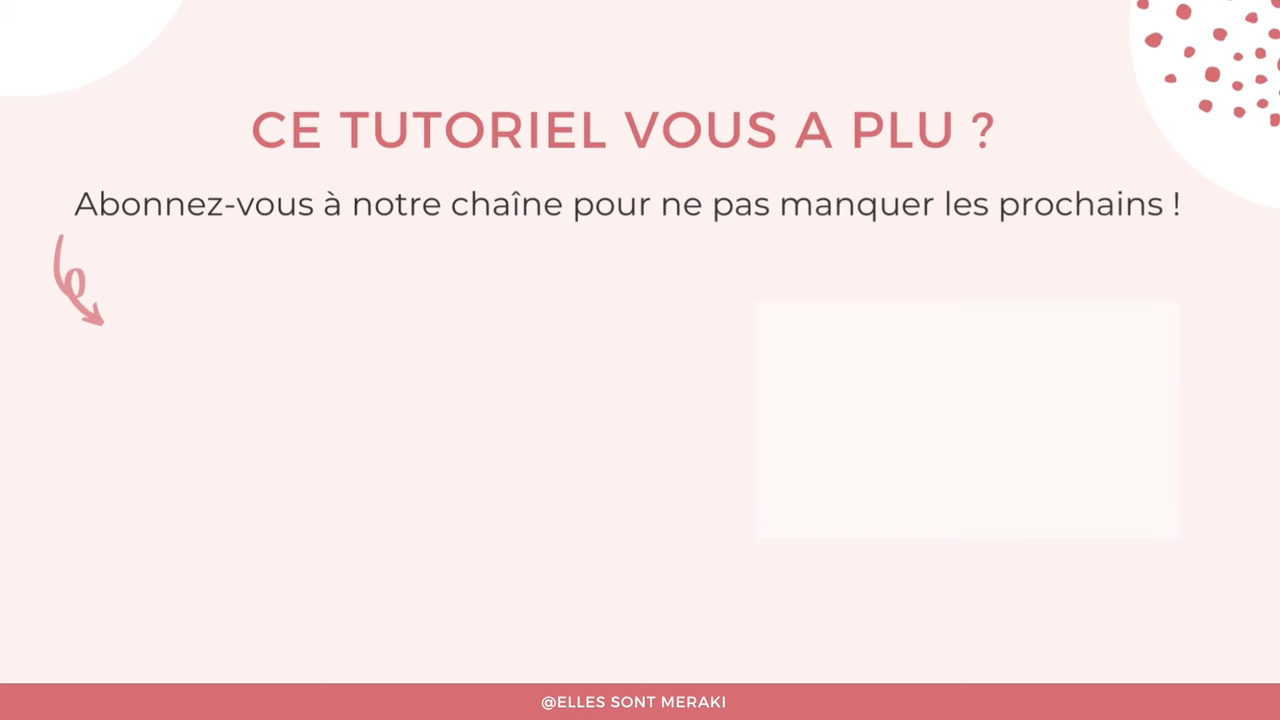 CE TUTORIEL VOUS A PLU ?
Abonnez-vous à notre chaîne pour ne pas manquer les prochains !
@ELLES SONT MERAKI